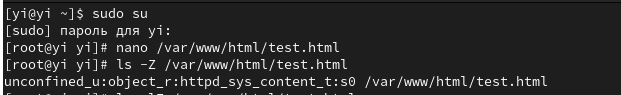 [yi@yi ~]$ sudo su
[sudo] пароль для yi:
[root@yi yi]# nano /var/www/html/test.html
[root@yi yi]# ls -Z /var/www/html/test.html
unconfined_u:object_r:httpd_sys_content_t:s0 /var/www/html/test.html